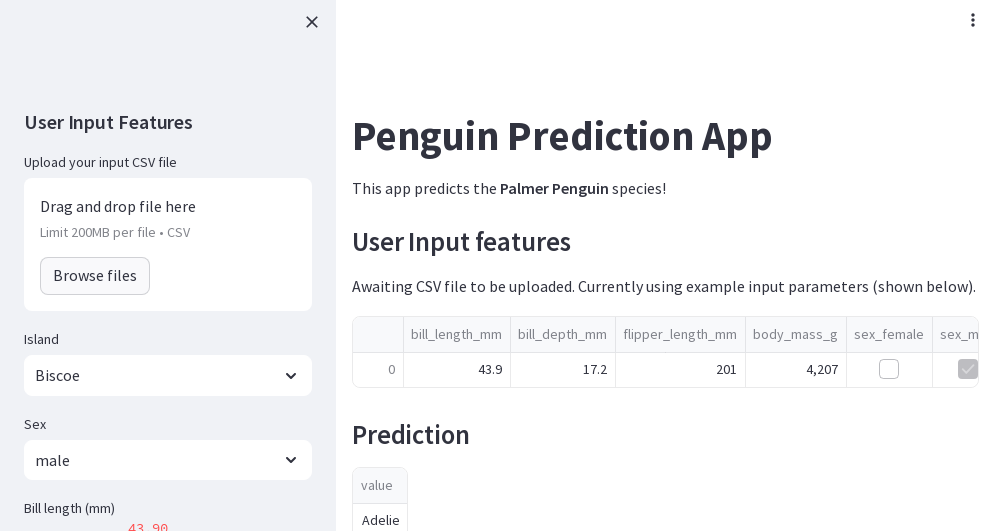 User Input Features
Upload your input CSV file
Drag and drop file here
Limit 200MB per file • CSV
Browse files
Island
Biscoe
Sex
male
Bill length (mm)
43.90
Penguin Prediction App
This app predicts the Palmer Penguin species!
User Input features
Awaiting CSV file to be uploaded. Currently using example input parameters (shown below).
bill_length_mm bill_depth_mm flipper_length_mm body_mass_g sex_female sex_m
0 43.9 17.2 201 4,207
Prediction
value
Adelie